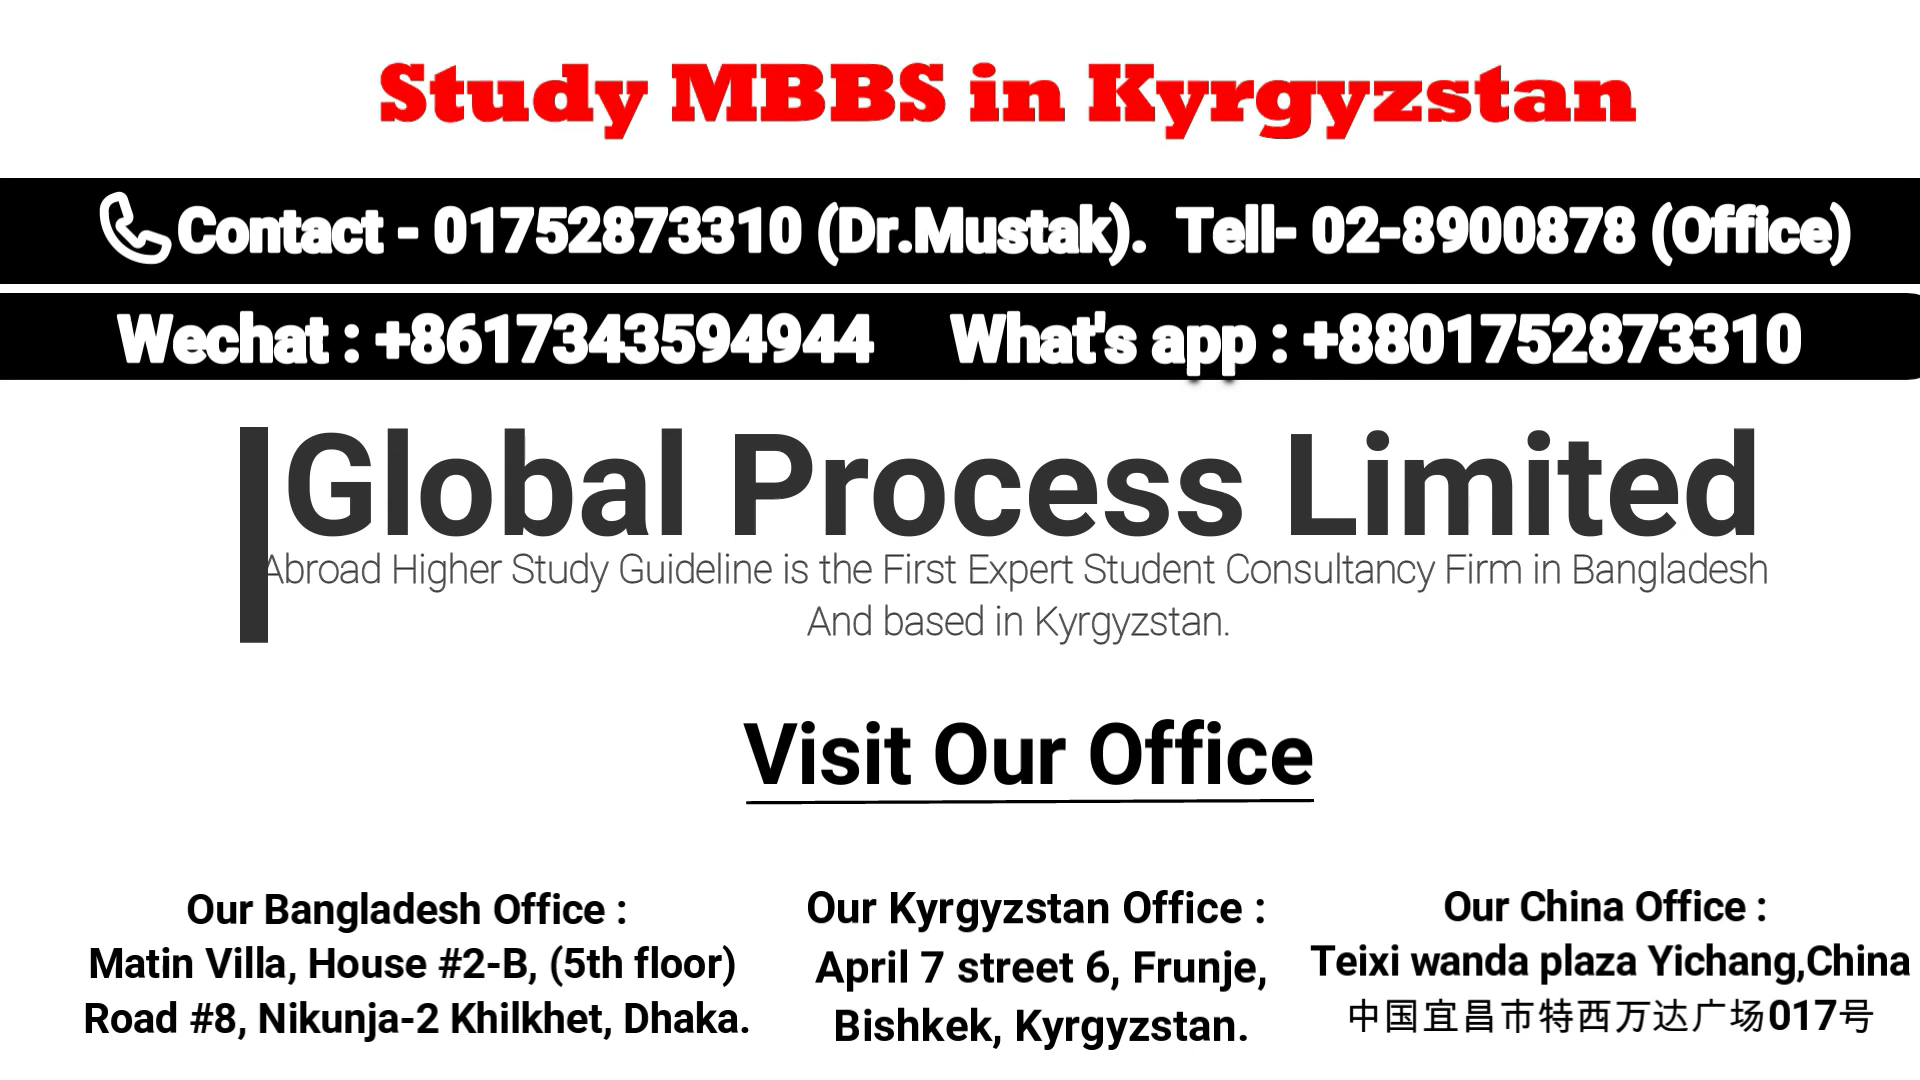 Study MBBS in Kyrgyzstan
Contact - 01752873310 (Dr.Mustak). Tell- 02-8900878 (Office)
Wechat : +8617343594944 What's app : +8801752873310
Global Process Limited
Abroad Higher Study Guideline is the First Expert Student Consultancy Firm in Bangladesh
And based in Kyrgyzstan.
Visit Our Office
Our Bangladesh Office :
Matin Villa, House #2-B, (5th floor)
Road #8, Nikunja-2 Khilkhet, Dhaka.
Our Kyrgyzstan Office :
April 7 street 6, Frunje,
Bishkek, Kyrgyzstan.
Our China Office :
Teixi wanda plaza Yichang,China
中国宜昌市特西万达广场017号